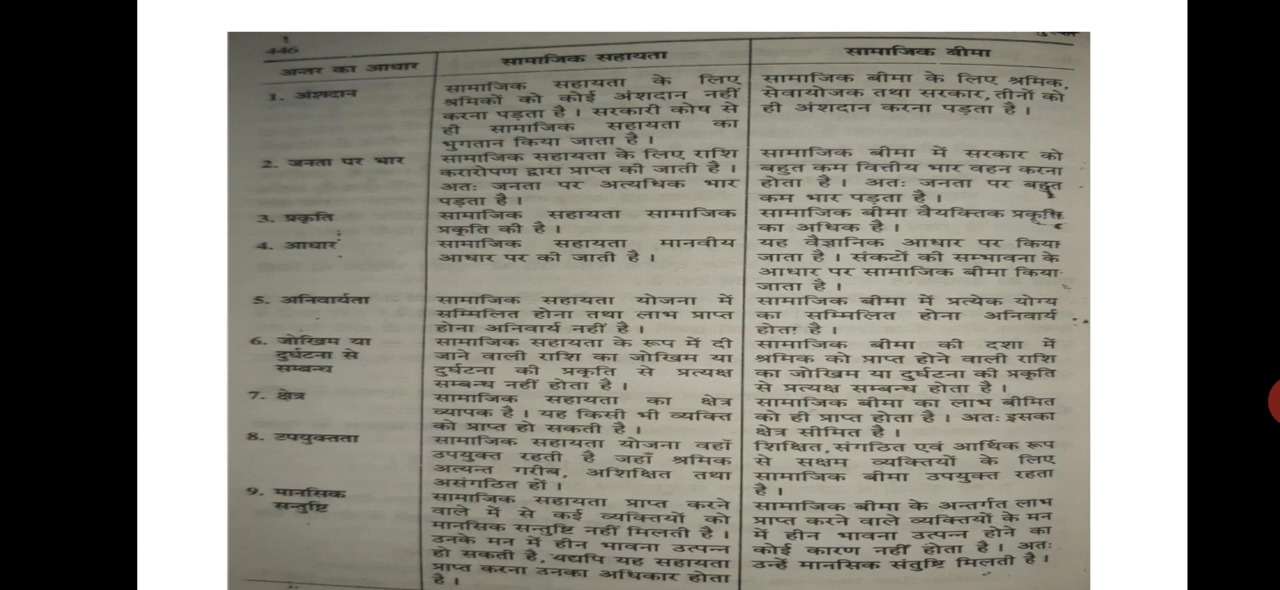 446
अन्तर का आधार
सामाजिक सहायता
सामाजिक बीमा
1. अंशदान
सामाजिक सहायता के लिए
श्रमिकों को कोई अंशदान नहीं
करना पड़ता है । सरकारी कोष से
ही सामाजिक सहायता का
भुगतान किया जाता है ।
सामाजिक बीमा के लिए श्रमिक,
सेवायोजक तथा सरकार, तीनों को
ही अंशदान करना पड़ता है ।
2. जनता पर भार
सामाजिक सहायता के लिए राशि
करारोपण द्वारा प्राप्त की जाती है ।
अतः जनता पर अत्यधिक भार
पड़ता है ।
सामाजिक बीमा में सरकार को
बहुत कम वित्तीय भार वहन करना
होता है । अतः जनता पर बहुत
कम भार पड़ता है ।
3. प्रकृति
सामाजिक सहायता सामाजिक
प्रकृति की है ।
सामाजिक बीमा वैयक्तिक प्रकृति
का अधिक है ।
4. आधार
सामाजिक सहायता मानवीय
आधार पर की जाती है ।
यह वैज्ञानिक आधार पर किया
जाता है । संकटों की सम्भावना के
आधार पर सामाजिक बीमा किया
जाता है ।
5. अनिवार्यता
सामाजिक सहायता योजना में
सम्मिलित होना तथा लाभ प्राप्त
होना अनिवार्य नहीं है ।
सामाजिक बीमा में प्रत्येक योग्य
का सम्मिलित होना अनिवार्य
होता है ।
6. जोखिम या
दुर्घटना से
सम्बन्ध
सामाजिक सहायता के रूप में दी
जाने वाली राशि का जोखिम या
दुर्घटना की प्रकृति से प्रत्यक्ष
सम्बन्ध नहीं होता है ।
सामाजिक बीमा की दशा में
श्रमिक को प्राप्त होने वाली राशि
का जोखिम या दुर्घटना की प्रकृति
से प्रत्यक्ष सम्बन्ध होता है ।
7. क्षेत्र
सामाजिक सहायता का क्षेत्र
व्यापक है । यह किसी भी व्यक्ति
को प्राप्त हो सकती है ।
सामाजिक बीमा का लाभ बीमित
को ही प्राप्त होता है । अतः इसका
क्षेत्र सीमित है ।
8. उपयुक्तता
सामाजिक सहायता योजना वहाँ
उपयुक्त रहती है जहाँ श्रमिक
अत्यन्त गरीब, अशिक्षित तथा
असंगठित हों ।
शिक्षित, संगठित एवं आर्थिक रूप
से सक्षम व्यक्तियों के लिए
सामाजिक बीमा उपयुक्त रहता
है ।
9. मानसिक
सन्तुष्टि
सामाजिक सहायता प्राप्त करने
वाले में से कई व्यक्तियों को
मानसिक सन्तुष्टि नहीं मिलती है ।
उनके मन में हीन भावना उत्पन्न
हो सकती है, यद्यपि यह सहायता
प्राप्त करना उनका अधिकार होता
है ।
सामाजिक बीमा के अन्तर्गत लाभ
प्राप्त करने वाले व्यक्तियों के मन
में हीन भावना उत्पन्न होने का
कोई कारण नहीं होता है । अतः
उन्हें मानसिक संतुष्टि मिलती है ।